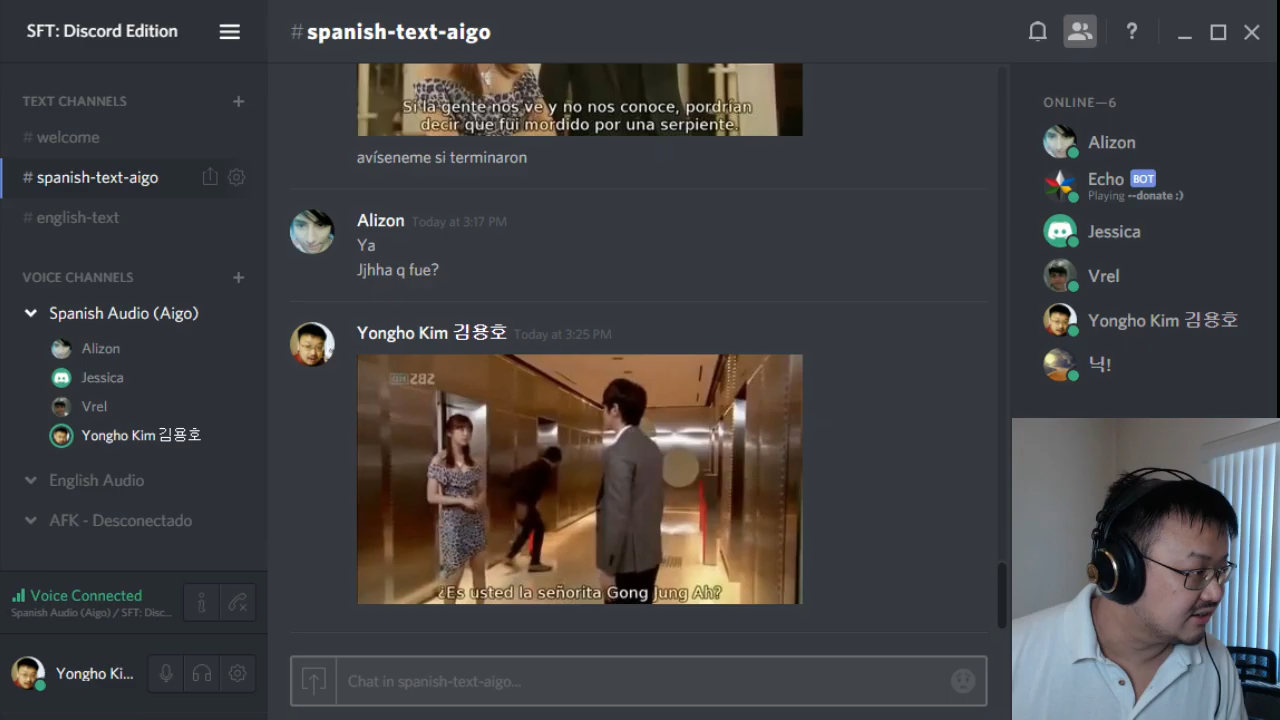 SFT: Discord Edition
TEXT CHANNELS
# welcome
# spanish-text-aigo
# english-text
VOICE CHANNELS
Spanish Audio (Aigo)
Alizon
Jessica
Vrel
Yongho Kim 김용호
English Audio
AFK - Desconectado
Voice Connected
Spanish Audio (Aigo) / SFT: Disc...
Yongho Ki...
# spanish-text-aigo
Si la gente nos ve y no nos conoce, pordrían
decir que fui mordido por una serpiente.
avíseneme si terminaron
Alizon Today at 3:17 PM
Ya
Jjhha q fue?
Yongho Kim 김용호 Today at 3:25 PM
SBS
¿Es usted la señorita Gong Jung Ah?
Chat in spanish-text-aigo...
?
ONLINE—6
Alizon
Echo BOT
Playing --donate :)
Jessica
Vrel
Yongho Kim 김용호
닉!